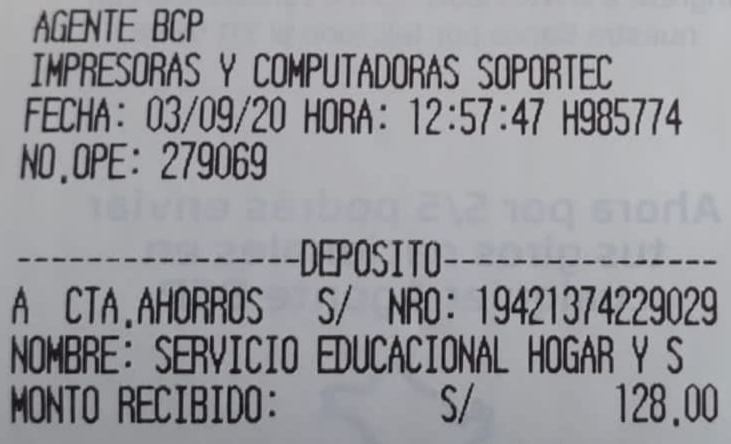 AGENTE BCP
IMPRESORAS Y COMPUTADORAS SOPORTEC
FECHA: 03/09/20 HORA: 12:57:47 H985774
NO.OPE: 279069
----------------DEPOSITO----------------
A CTA.AHORROS S/ NRO: 19421374229029
NOMBRE: SERVICIO EDUCACIONAL HOGAR Y S
MONTO RECIBIDO: S/ 128.00